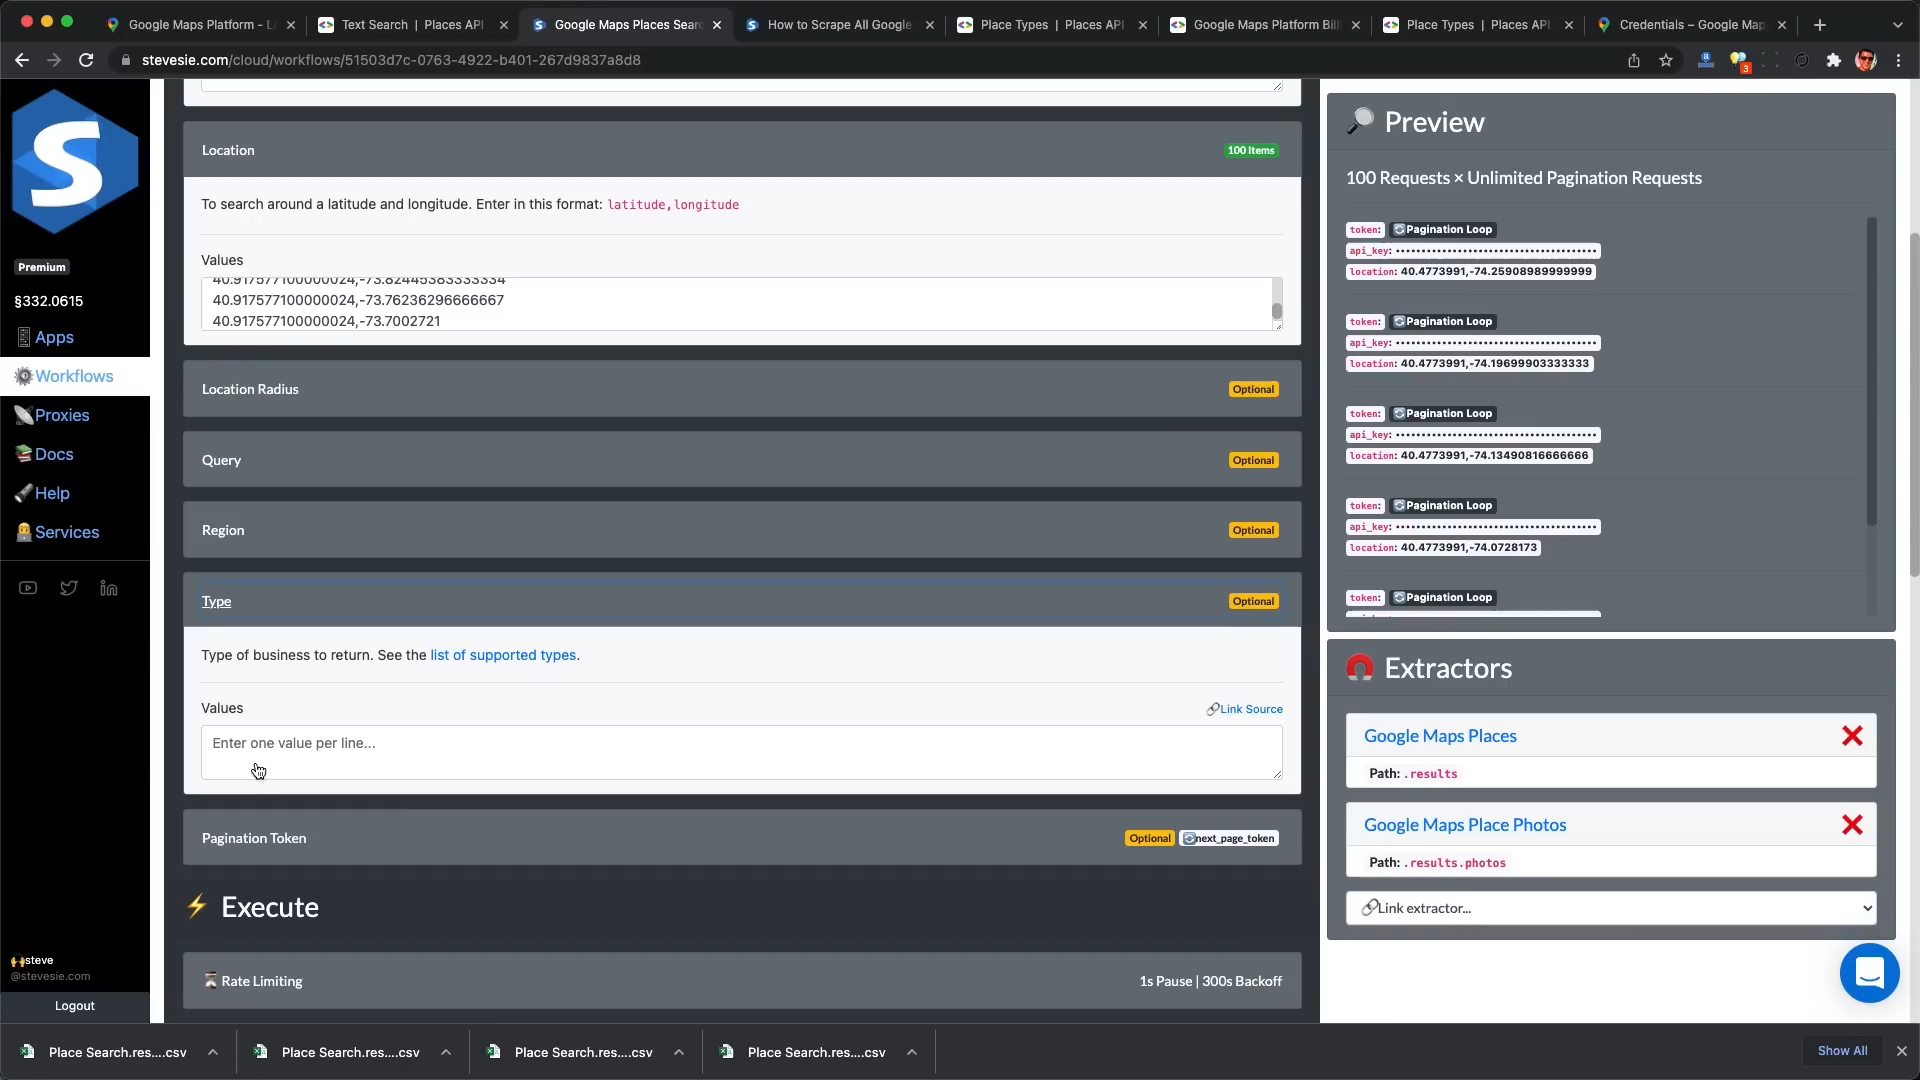 Google Maps Platform - L
Text Search | Places API
Google Maps Places Sear
How to Scrape All Google
Place Types | Places API
Google Maps Platform Bill
Place Types | Places API
Credentials – Google Map
stevesie.com/cloud/workflows/51503d7c-0763-4922-b401-267d9837a8d8
3
S
Premium
§332.0615
Apps
Workflows
Proxies
Docs
Help
Services
steve
@stevesie.com
Logout
Location
100 Items
To search around a latitude and longitude. Enter in this format: latitude,longitude
Values
40.917577100000024,-73.82445383333334
40.917577100000024,-73.76236296666667
40.917577100000024,-73.7002721
Location Radius
Optional
Query
Optional
Region
Optional
Type
Optional
Type of business to return. See the list of supported types.
Values
Link Source
Enter one value per line...
Pagination Token
Optional
next_page_token
Execute
Rate Limiting
1s Pause | 300s Backoff
Preview
100 Requests × Unlimited Pagination Requests
token: Pagination Loop
api_key: ••••••••••••••••••••••••••••••••••••••
location: 40.4773991,-74.25908989999999
token: Pagination Loop
api_key: ••••••••••••••••••••••••••••••••••••••
location: 40.4773991,-74.19699903333333
token: Pagination Loop
api_key: ••••••••••••••••••••••••••••••••••••••
location: 40.4773991,-74.13490816666666
token: Pagination Loop
api_key: ••••••••••••••••••••••••••••••••••••••
location: 40.4773991,-74.0728173
token: Pagination Loop
Extractors
Google Maps Places
Path: .results
Google Maps Place Photos
Path: .results.photos
Link extractor...
Place Search.res....csv
Place Search.res....csv
Place Search.res....csv
Place Search.res....csv
Show All